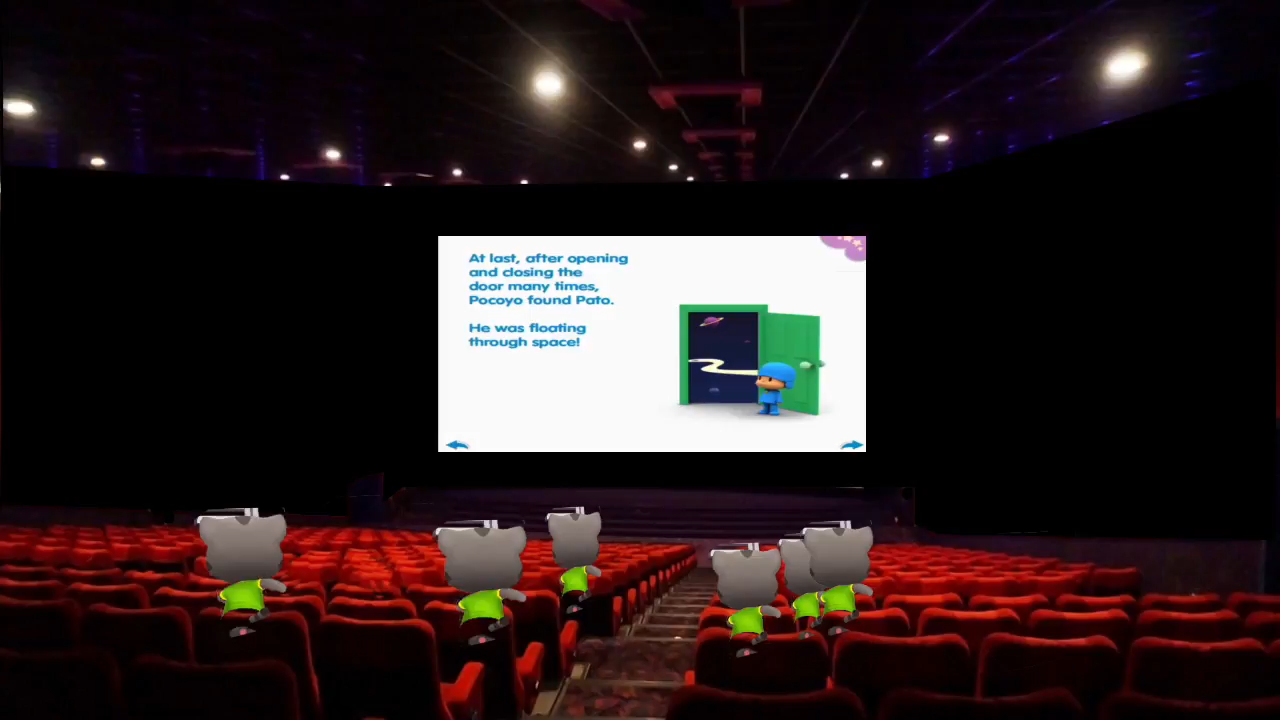 At last, after opening
and closing the
door many times,
Pocoyo found Pato.
He was floating
through space!